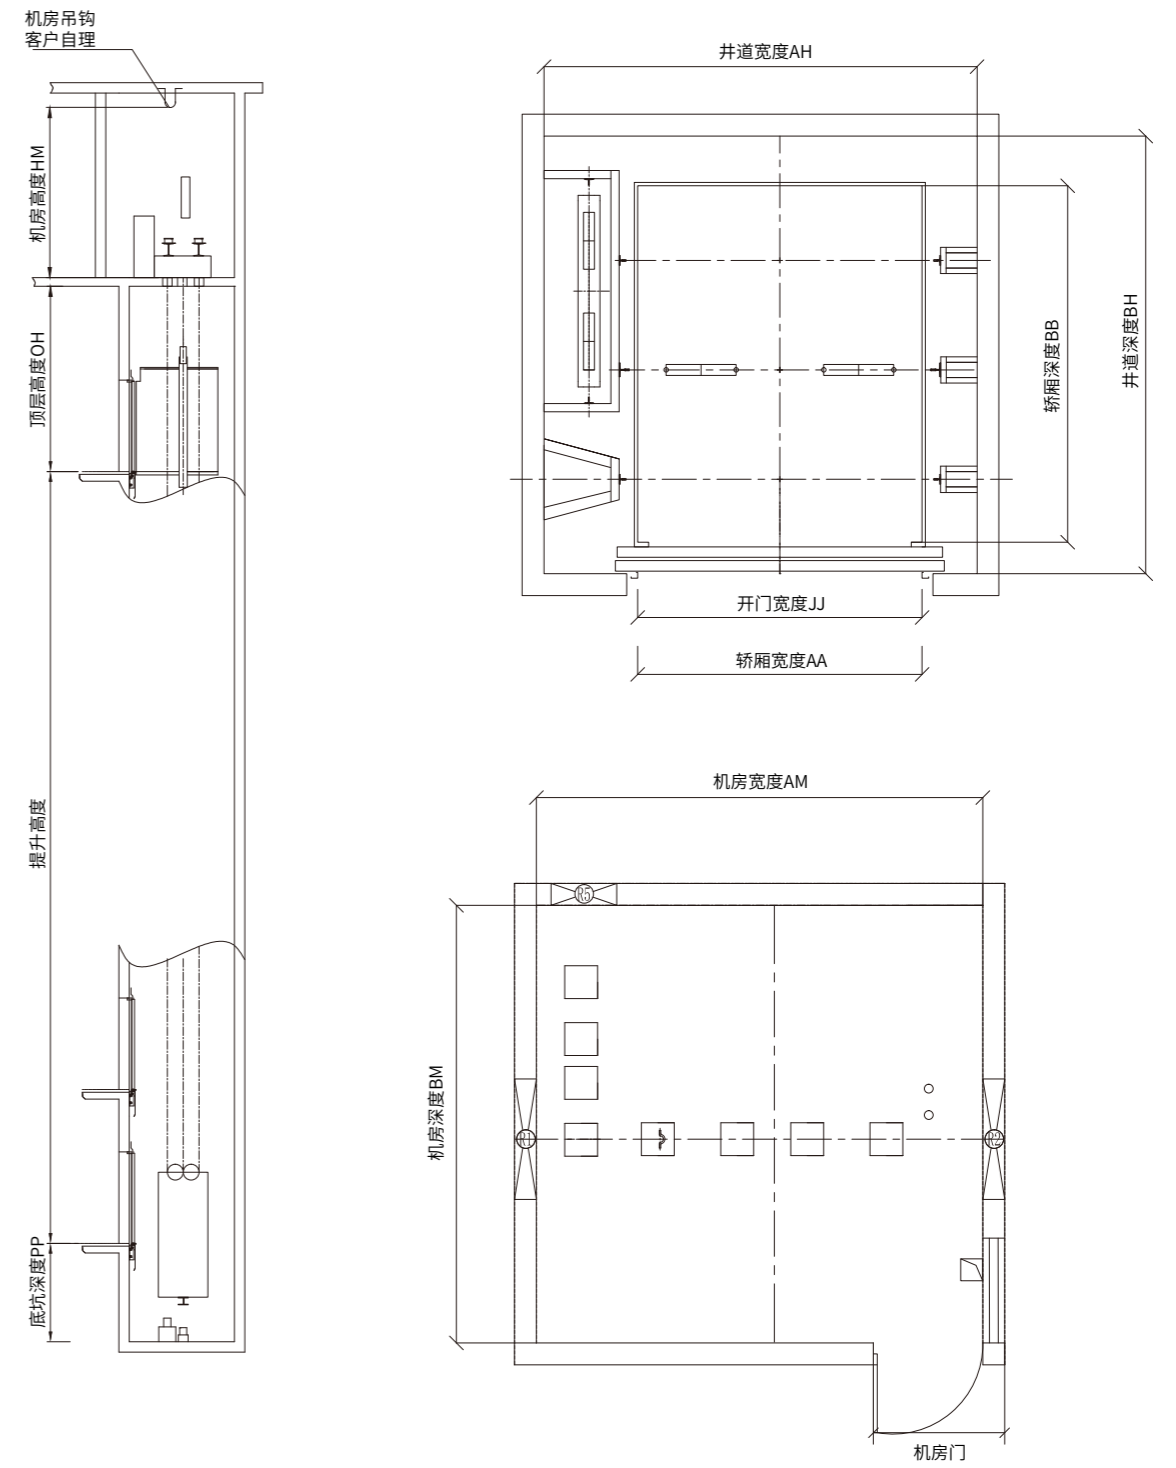 机房吊钩
客户自理
机房高度HM
顶层高度OH
提升高度
底坑深度PP
井道宽度AH
轿厢深度BB
井道深度BH
开门宽度JJ
轿厢宽度AA
机房宽度AM
R5
机房深度BM
R1
R2
机房门